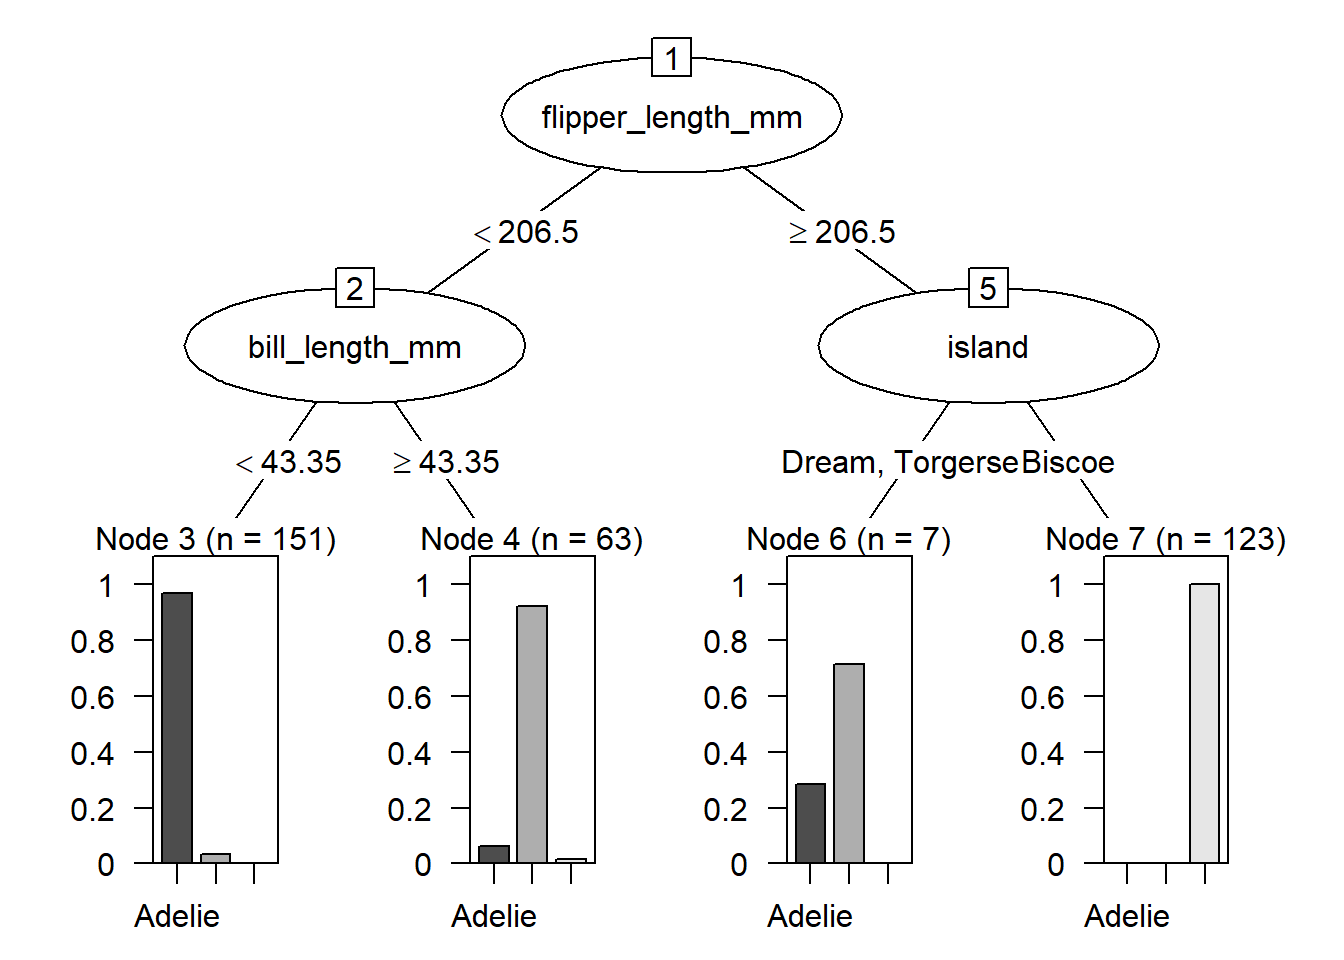 1
flipper_length_mm
< 206.5
≥ 206.5
2
5
bill_length_mm
island
< 43.35
≥ 43.35
Dream, Torgerse
Biscoe
Node 3 (n = 151)
Node 4 (n = 63)
Node 6 (n = 7)
Node 7 (n = 123)
1
0.8
0.6
0.4
0.2
0
Adelie
1
0.8
0.6
0.4
0.2
0
Adelie
1
0.8
0.6
0.4
0.2
0
Adelie
1
0.8
0.6
0.4
0.2
0
Adelie